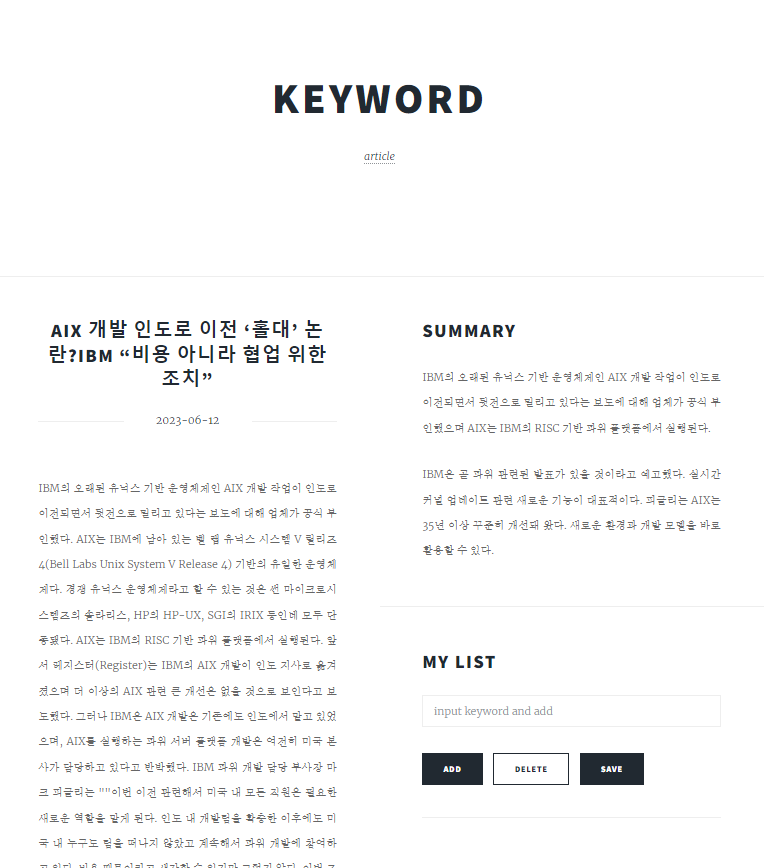 KEYWORD
article
AIX 개발 인도로 이전 ‘홀대’ 논
란?IBM “비용 아니라 협업 위한
조치”
2023-06-12
IBM의 오래된 유닉스 기반 운영체제인 AIX 개발 작업이 인도로
이전되면서 뒷전으로 밀리고 있다는 보도에 대해 업체가 공식 부
인했다. AIX는 IBM에 남아 있는 벨 랩 유닉스 시스템 V 릴리즈
4(Bell Labs Unix System V Release 4) 기반의 유일한 운영체
제다. 경쟁 유닉스 운영체제라고 할 수 있는 것은 썬 마이크로시
스템즈의 솔라리스, HP의 HP-UX, SGI의 IRIX 등인데 모두 단
종됐다. AIX는 IBM의 RISC 기반 파워 플랫폼에서 실행된다. 앞
서 레지스터(Register)는 IBM의 AIX 개발이 인도 지사로 옮겨
졌으며 더 이상의 AIX 관련 큰 개선은 없을 것으로 보인다고 보
도했다. 그러나 IBM은 AIX 개발은 기존에도 인도에서 맡고 있었
으며, AIX를 실행하는 파워 서버 플랫폼 개발은 여전히 미국 본
사가 담당하고 있다고 반박했다. IBM 파워 개발 담당 부사장 마
크 피글리는 ""이번 이전 관련해서 미국 내 모든 직원은 필요한
새로운 역할을 맡게 된다. 인도 내 개발팀을 확충한 이후에도 미
국 내 누구도 팀을 떠나지 않았고 계속해서 파워 개발에 참여하
SUMMARY
IBM의 오래된 유닉스 기반 운영체제인 AIX 개발 작업이 인도로
이전되면서 뒷전으로 밀리고 있다는 보도에 대해 업체가 공식 부
인했으며 AIX는 IBM의 RISC 기반 파워 플랫폼에서 실행된다.
IBM은 곧 파워 관련된 발표가 있을 것이라고 예고했다. 실시간
커널 업데이트 관련 새로운 기능이 대표적이다. 피글리는 AIX는
35년 이상 꾸준히 개선돼 왔다. 새로운 환경과 개발 모델을 바로
활용할 수 있다.
MY LIST
input keyword and add
ADD DELETE SAVE